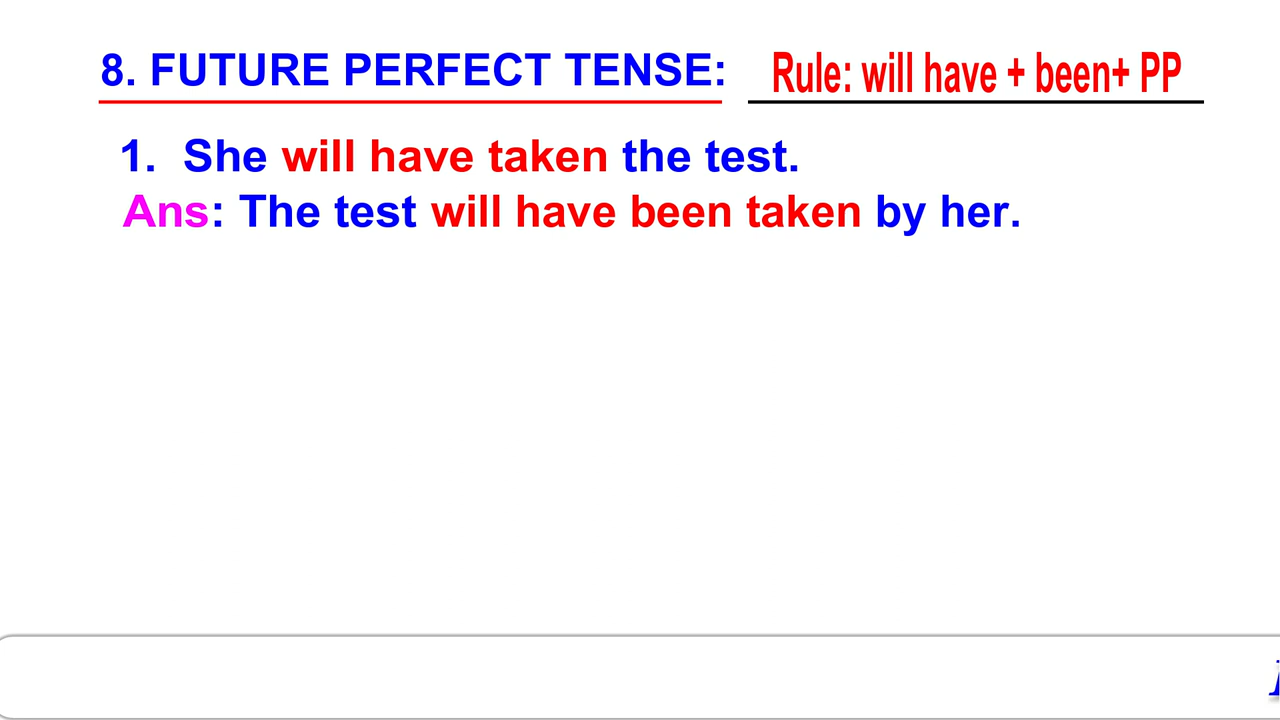 8. FUTURE PERFECT TENSE: Rule: will have + been+ PP
1. She will have taken the test.
Ans: The test will have been taken by her.